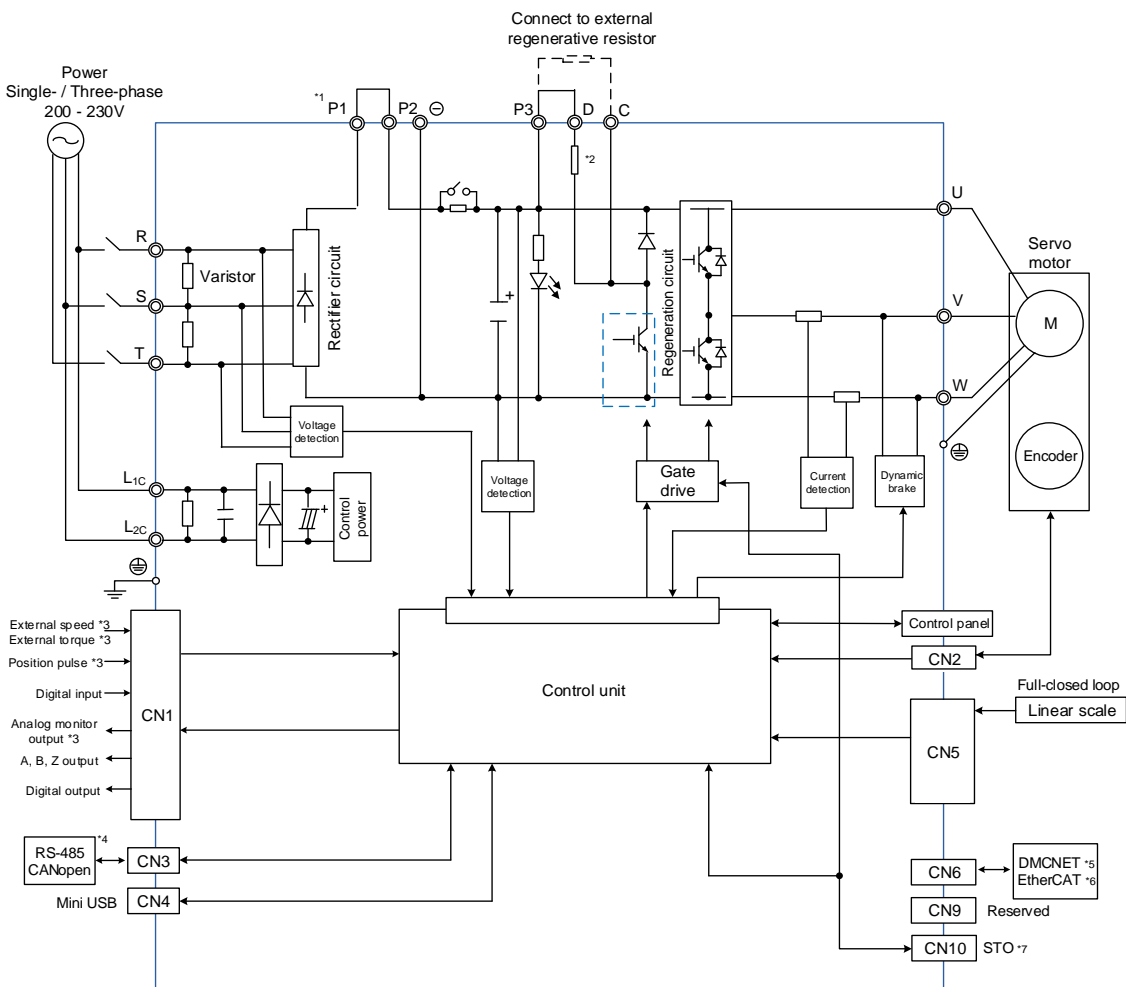 Connect to external
regenerative resistor
Power
Single- / Three-phase
200 - 230V
*1
P1
P2
⊖
P3
D
C
*2
U
R
Varistor
Rectifier circuit
Regeneration circuit
Servo
motor
S
V
M
T
W
Voltage
detection
Encoder
L1C
Voltage
detection
Gate
drive
Current
detection
Dynamic
brake
+
+
Control
power
L2C
External speed *3
External torque *3
Position pulse *3
Digital input
Analog monitor
output *3
A, B, Z output
Digital output
CN1
Control unit
Control panel
CN2
Full-closed loop
Linear scale
CN5
*4
RS-485
CANopen
CN3
Mini USB
CN4
CN6
DMCNET *5
EtherCAT *6
CN9
Reserved
CN10
STO *7